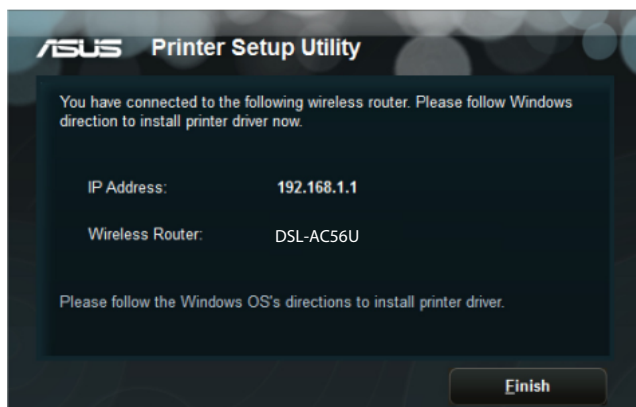 ASUS Printer Setup Utility
You have connected to the following wireless router. Please follow Windows
direction to install printer driver now.
IP Address: 192.168.1.1
Wireless Router: DSL-AC56U
Please follow the Windows OS's directions to install printer driver.
Finish